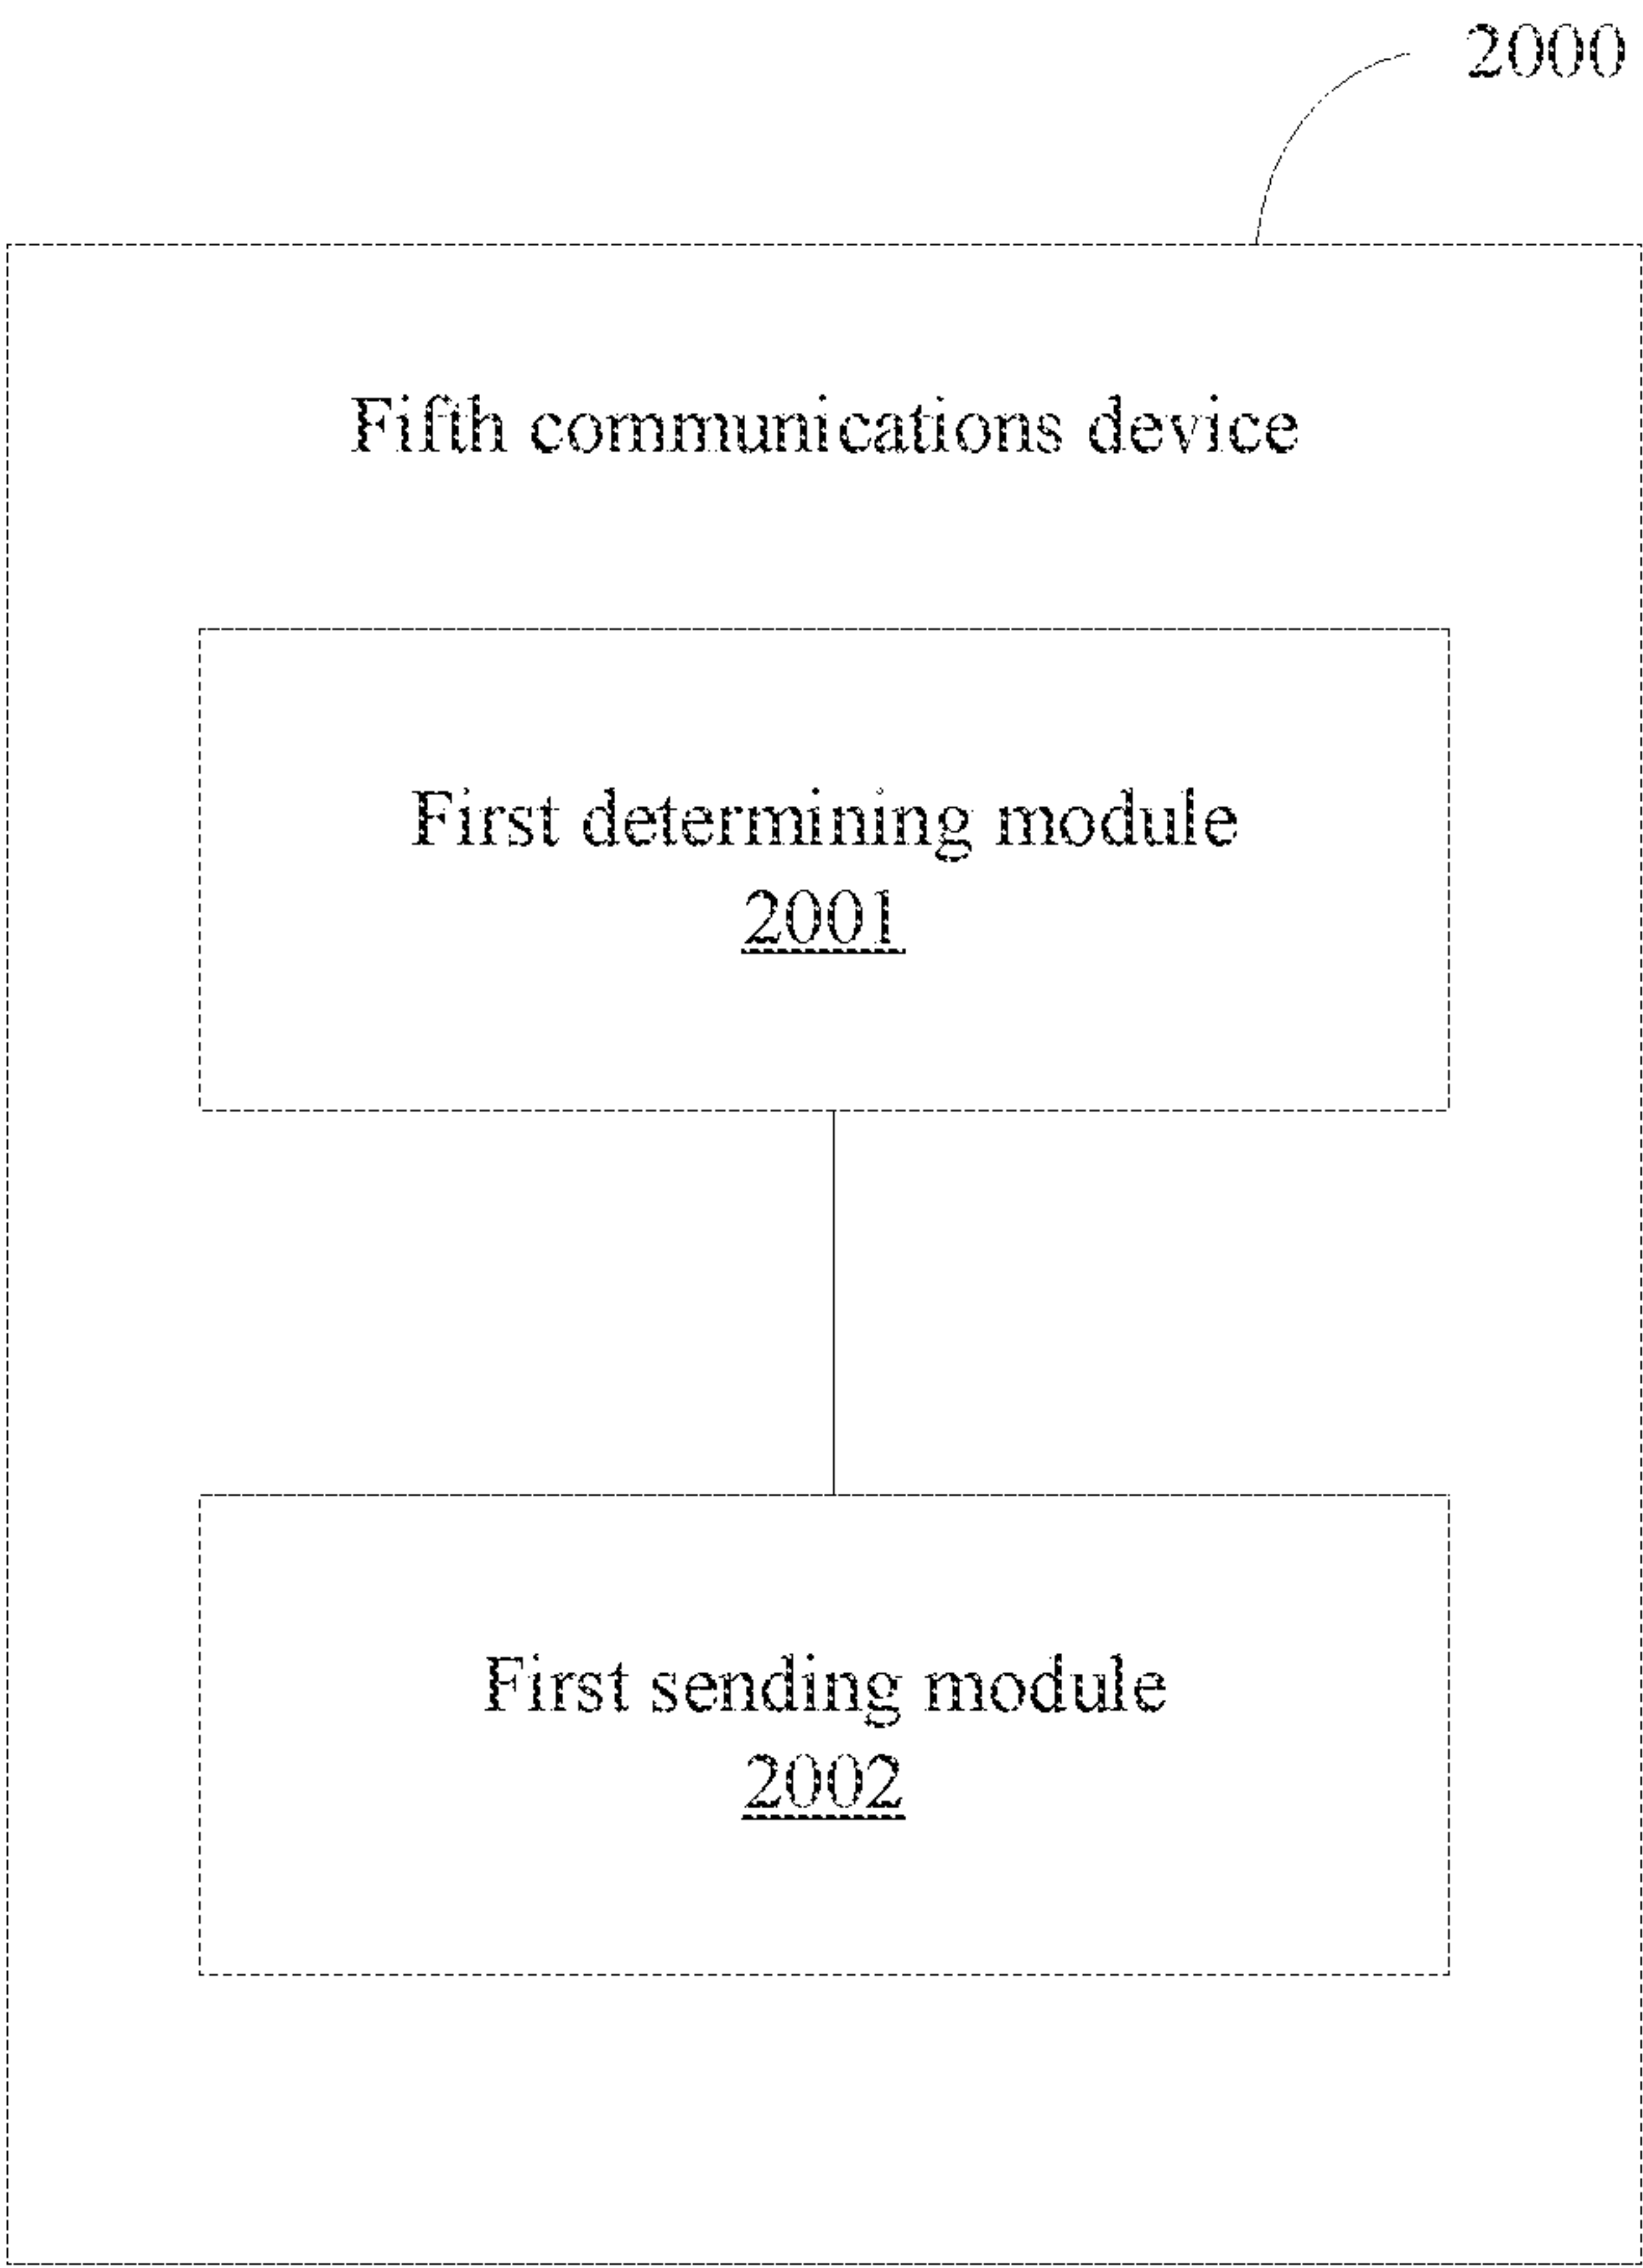 2000
Fifth communications device
First determining module
2001
First sending module
2002